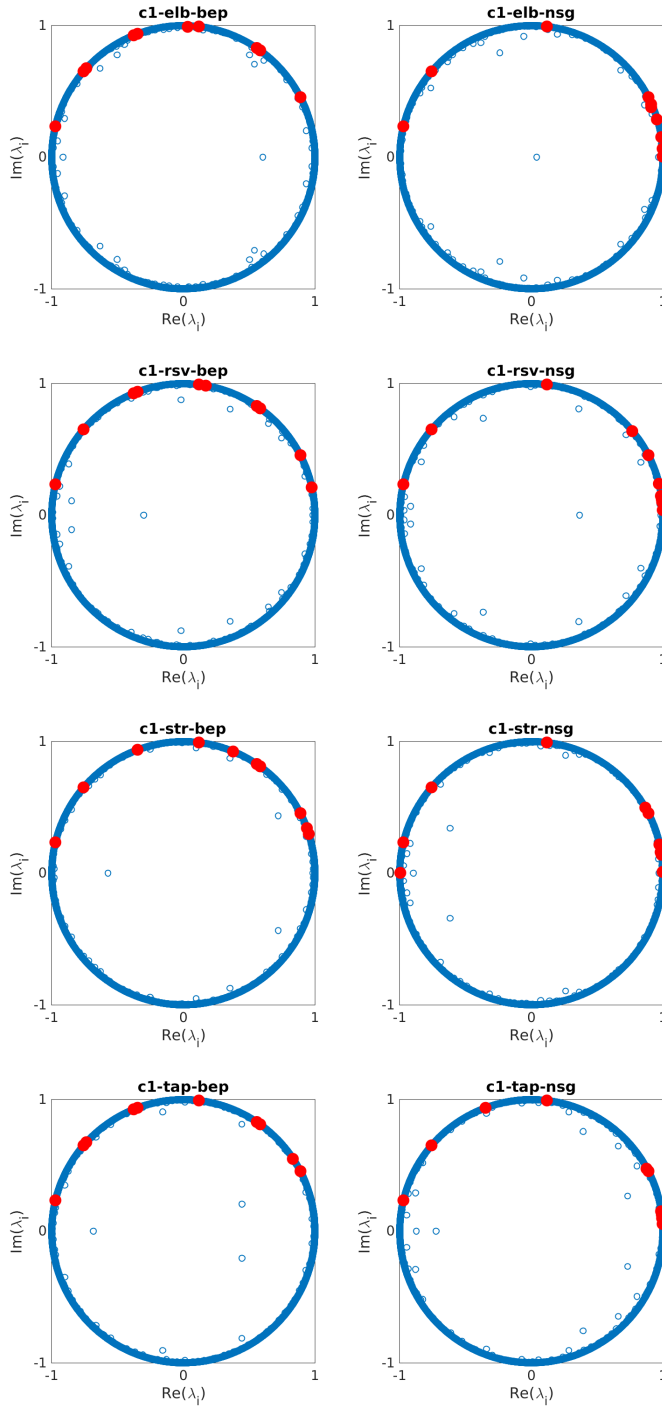 c1-elb-bep
1
0
-1
-1 0 1
Im(λi)
Re(λi)
c1-elb-nsg
1
0
-1
-1 0 1
Im(λi)
Re(λi)
c1-rsv-bep
1
0
-1
-1 0 1
Im(λi)
Re(λi)
c1-rsv-nsg
1
0
-1
-1 0 1
Im(λi)
Re(λi)
c1-str-bep
1
0
-1
-1 0 1
Im(λi)
Re(λi)
c1-str-nsg
1
0
-1
-1 0 1
Im(λi)
Re(λi)
c1-tap-bep
1
0
-1
-1 0 1
Im(λi)
Re(λi)
c1-tap-nsg
1
0
-1
-1 0 1
Im(λi)
Re(λi)